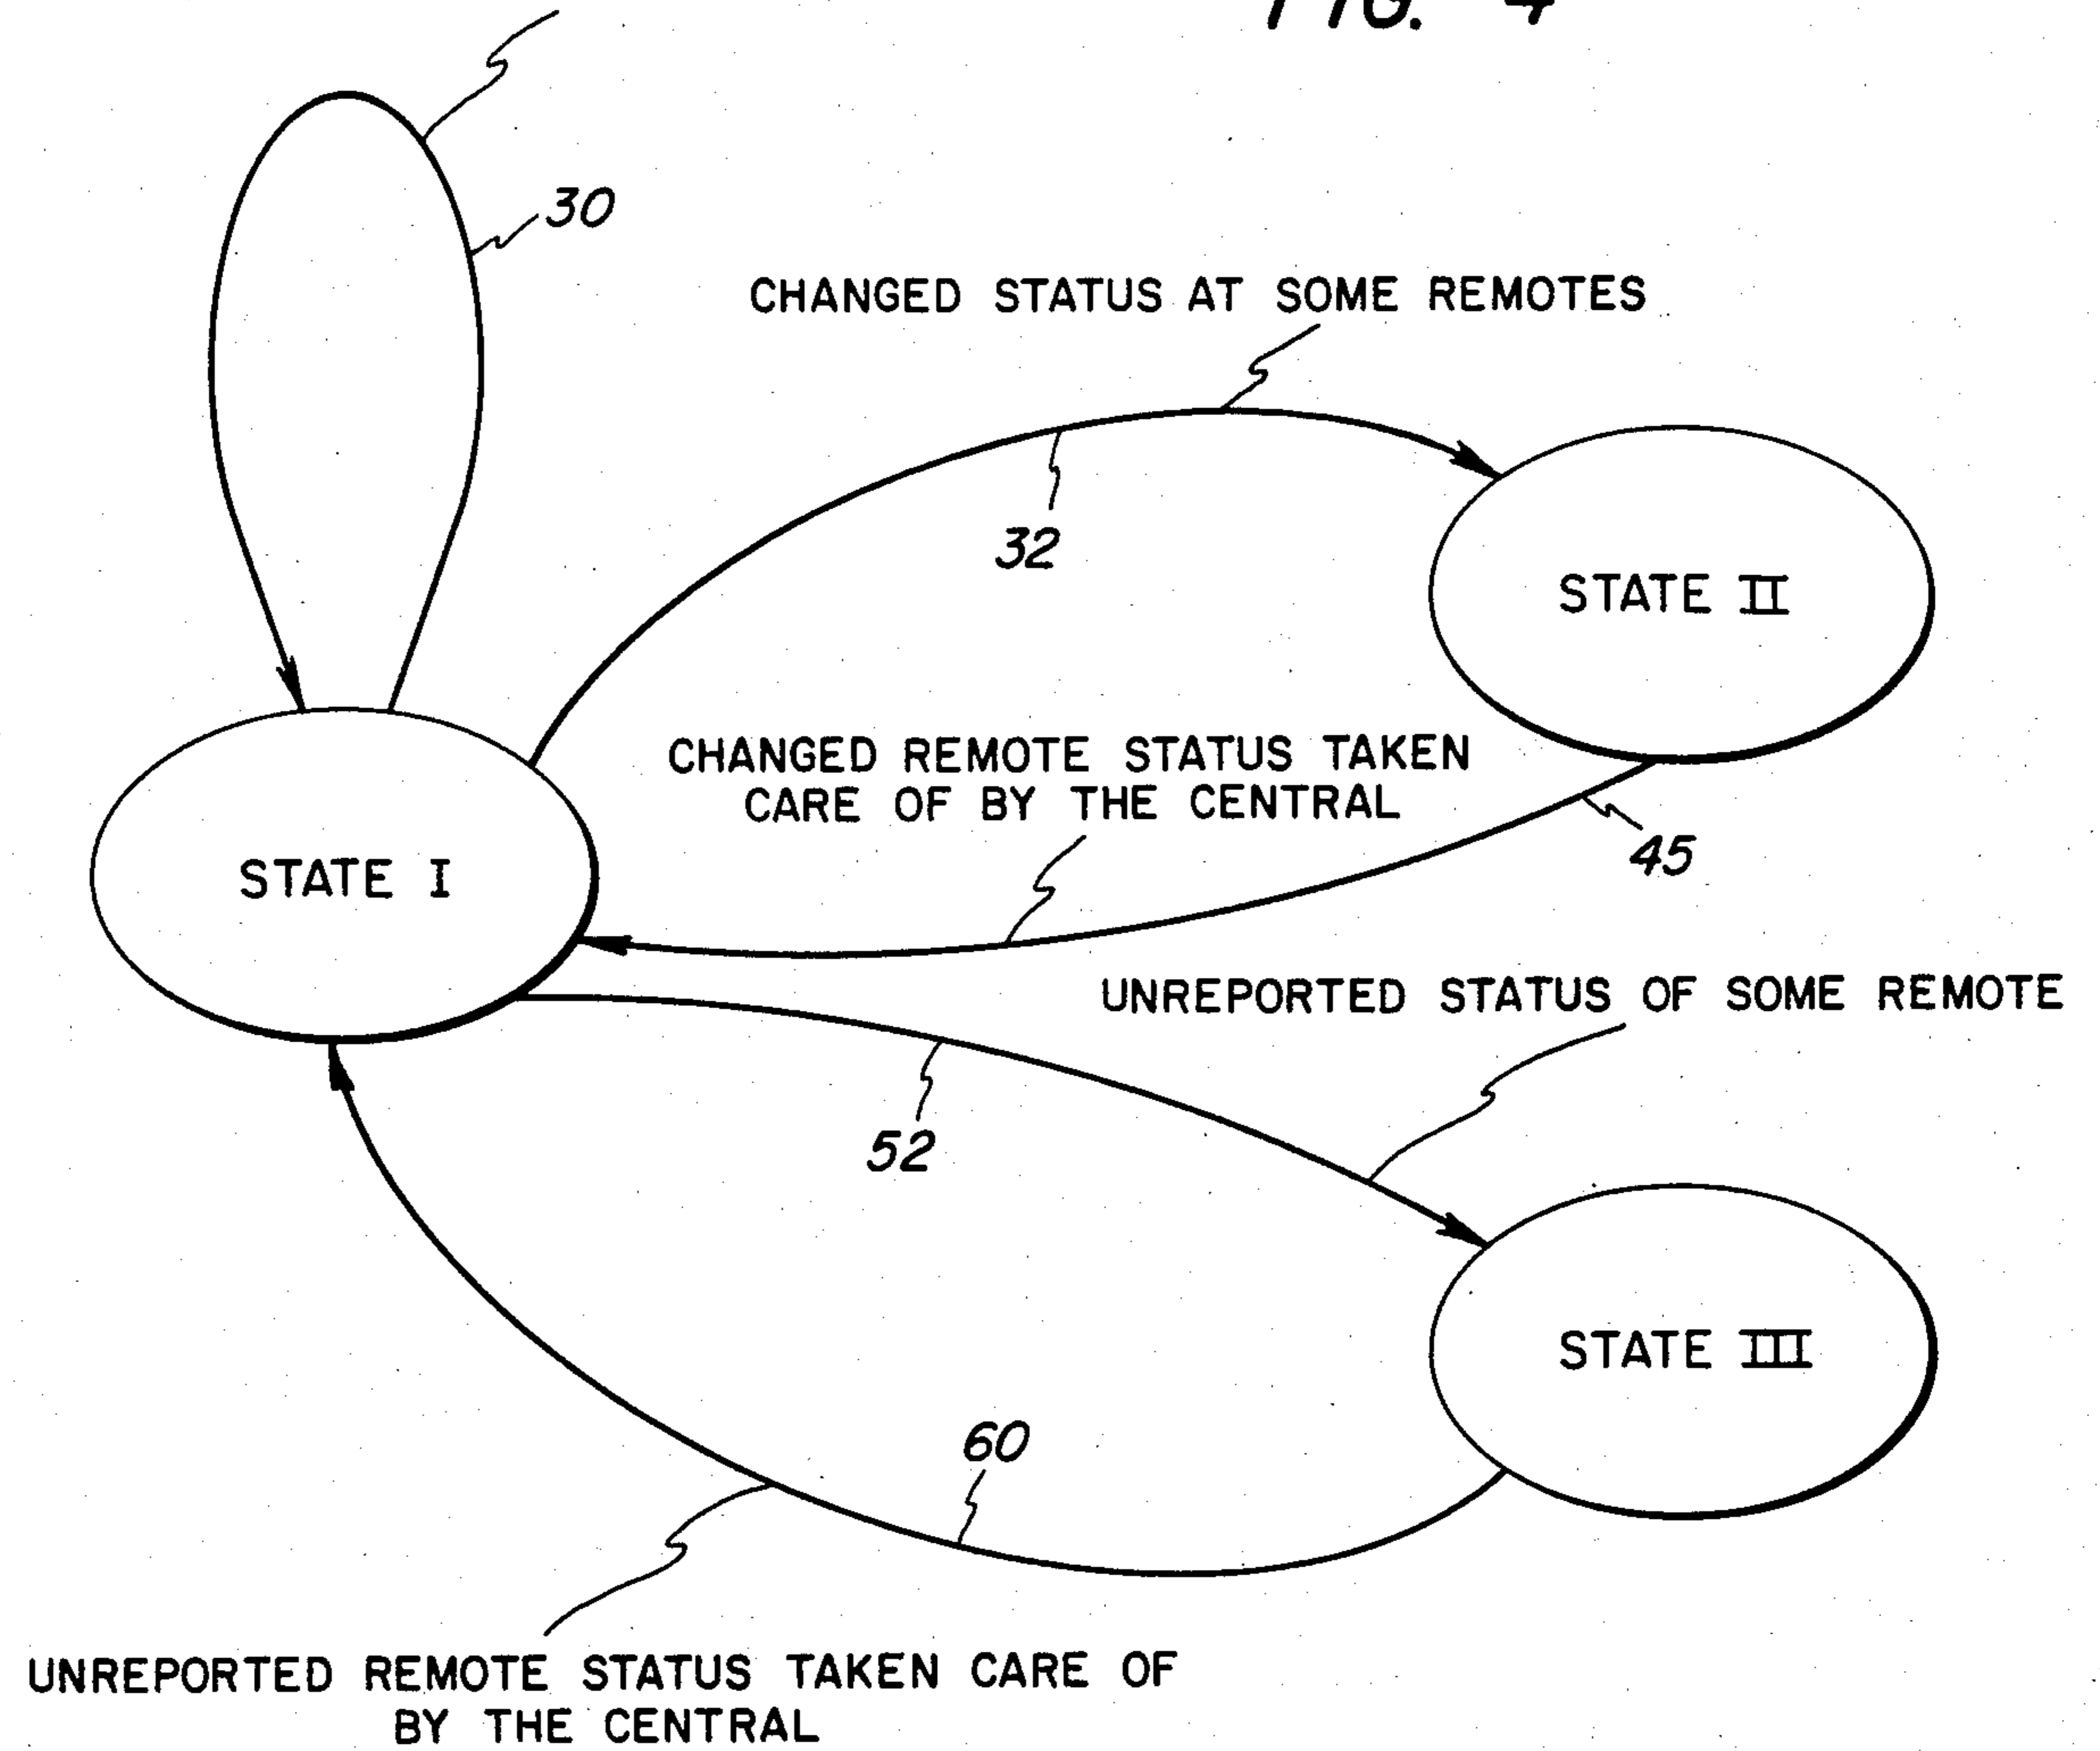 FIG. 4
30
CHANGED STATUS AT SOME REMOTES
32
STATE II
CHANGED REMOTE STATUS TAKEN
CARE OF BY THE CENTRAL
45
STATE I
UNREPORTED STATUS OF SOME REMOTE
52
STATE III
60
UNREPORTED REMOTE STATUS TAKEN CARE OF
BY THE CENTRAL